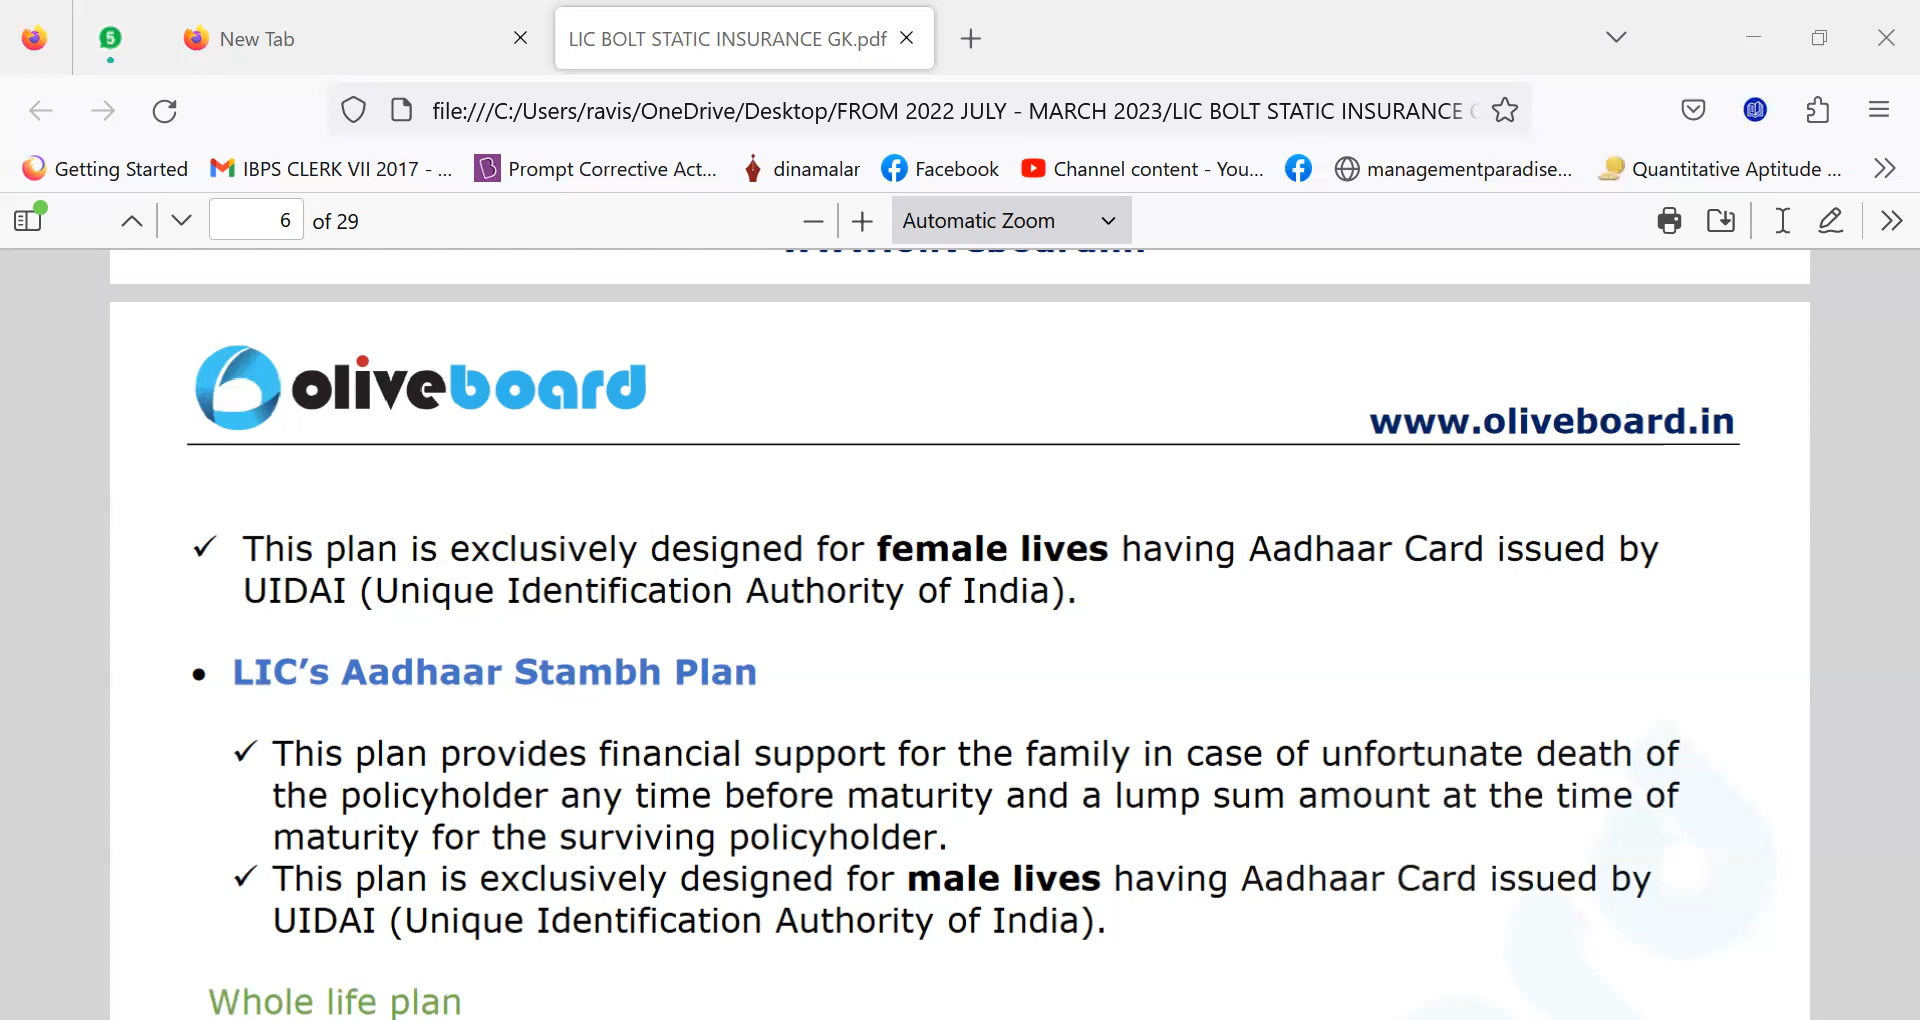 5
New Tab
LIC BOLT STATIC INSURANCE GK.pdf
file:///C:/Users/ravis/OneDrive/Desktop/FROM 2022 JULY - MARCH 2023/LIC BOLT STATIC INSURANCE
Getting Started
IBPS CLERK VII 2017 - ...
Prompt Corrective Act...
dinamalar
Facebook
Channel content - You...
managementparadise...
Quantitative Aptitude ...
6 of 29
Automatic Zoom
oliveboard
www.oliveboard.in
✓ This plan is exclusively designed for female lives having Aadhaar Card issued by
UIDAI (Unique Identification Authority of India).
• LIC’s Aadhaar Stambh Plan
✓ This plan provides financial support for the family in case of unfortunate death of
the policyholder any time before maturity and a lump sum amount at the time of
maturity for the surviving policyholder.
✓ This plan is exclusively designed for male lives having Aadhaar Card issued by
UIDAI (Unique Identification Authority of India).
Whole life plan